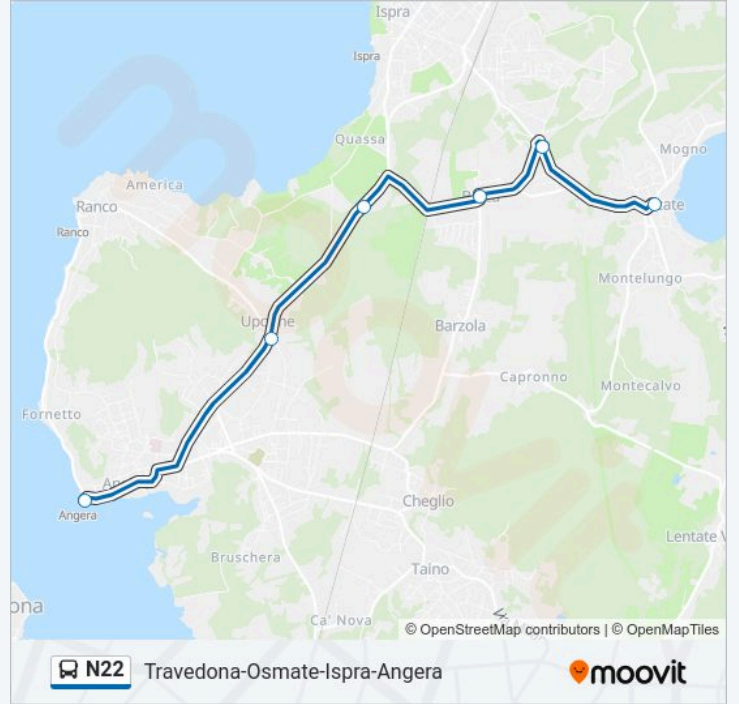 Ispra
Ispra
Quassa
Mogno
America
Ranco
Ranco
Montelungo
Barzola
Capronno
Montecalvo
Fornetto
Angera
Cheglio
Lentate V
Bruschera
Taino
ona
Ca' Nova
© OpenStreetMap contributors | © OpenMapTiles
N22 Travedona-Osmate-Ispra-Angera moovit